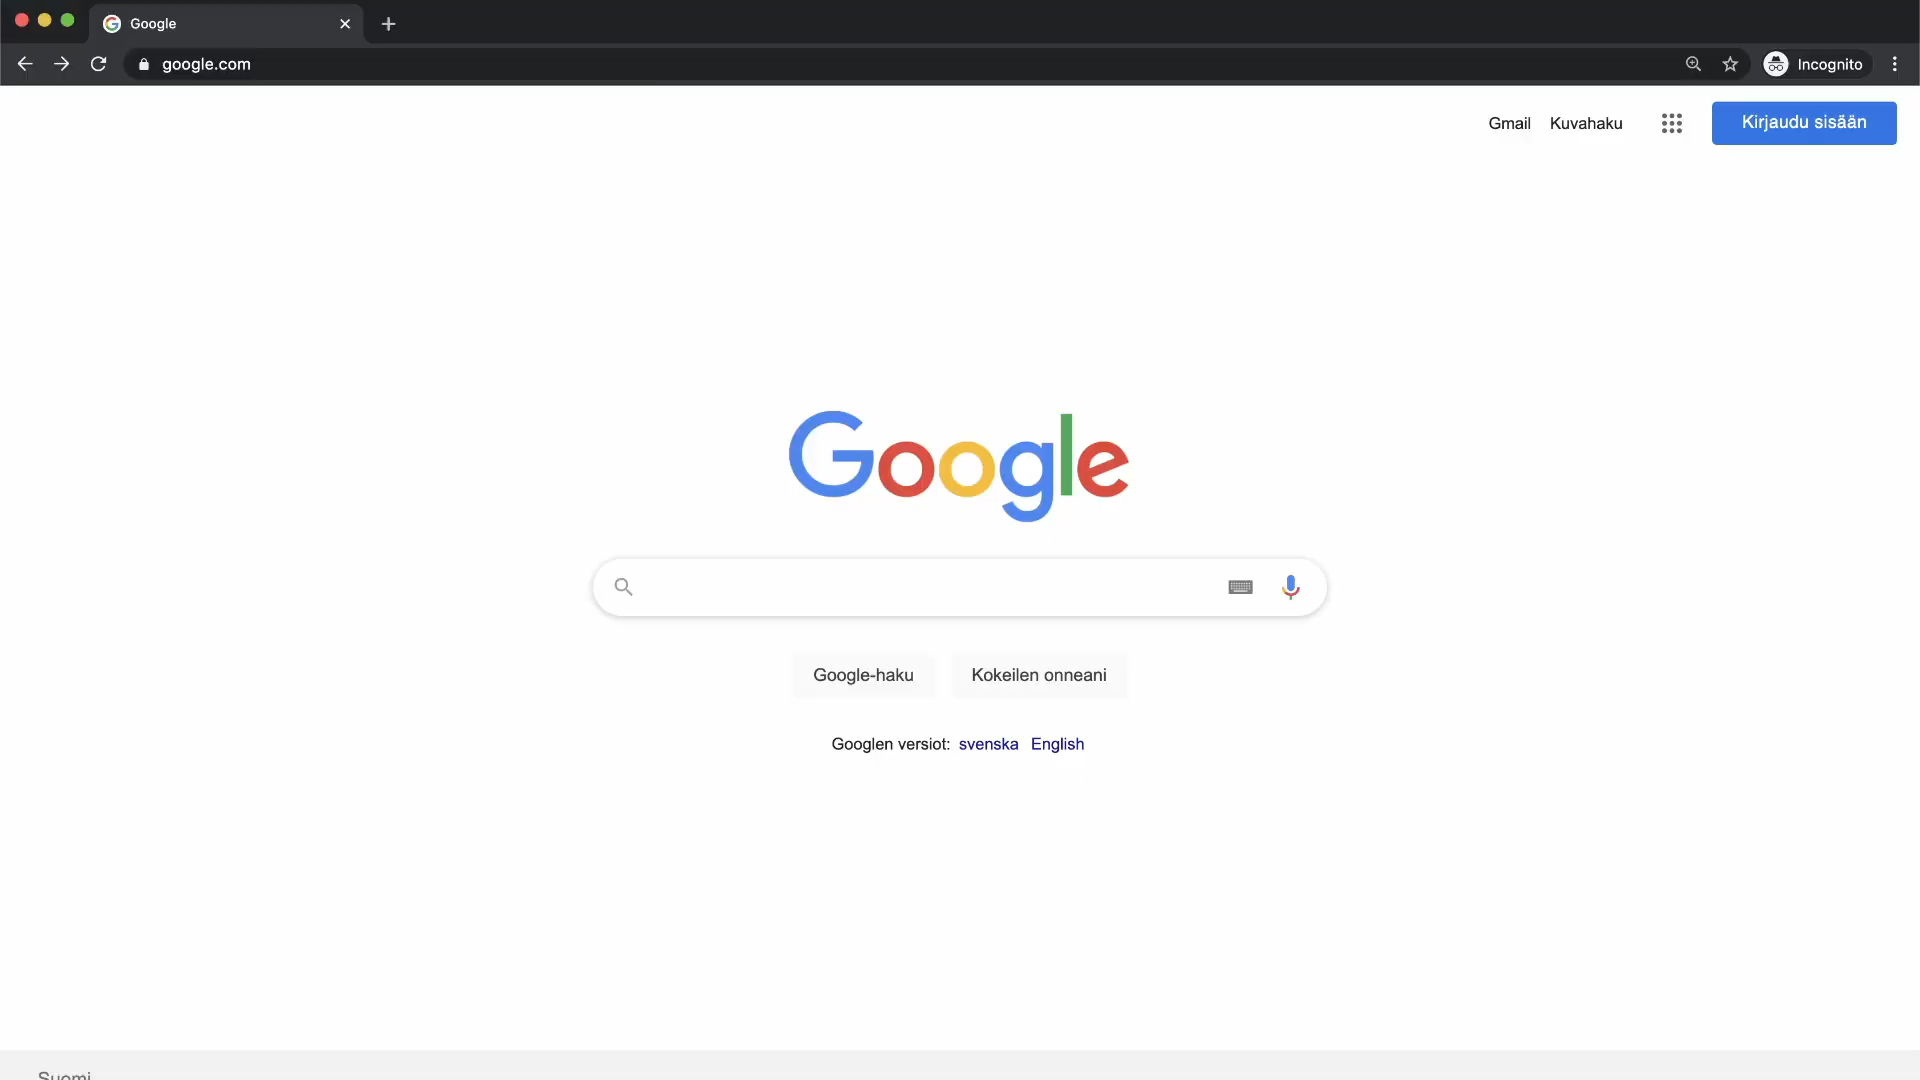 Google
google.com
Incognito
Gmail Kuvahaku Kirjaudu sisään
Google
Google-haku Kokeilen onneani
Googlen versiot: svenska English
Suomi